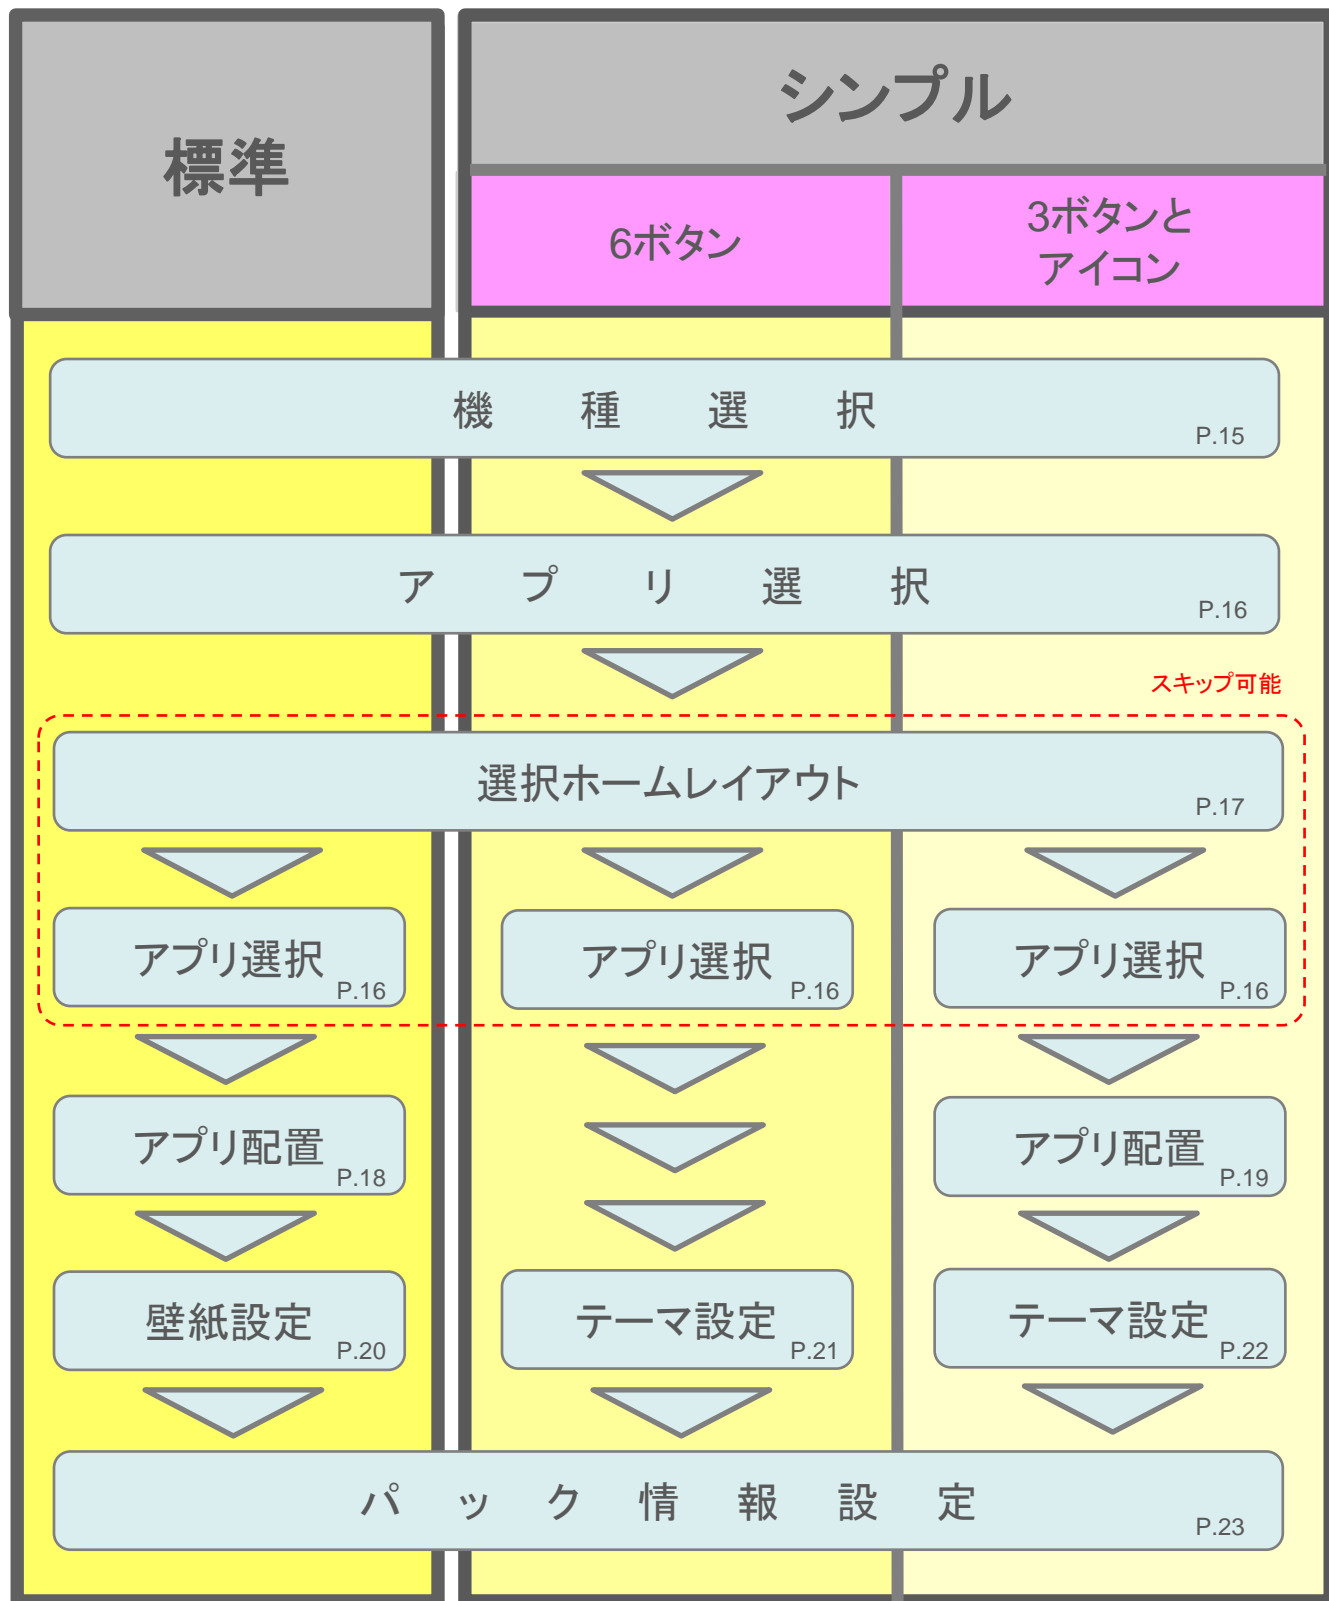 標準
シンプル
6ボタン
3ボタンと
アイコン
機種選択
P.15
アプリ選択
P.16
スキップ可能
選択ホームレイアウト
P.17
アプリ選択
P.16
アプリ選択
P.16
アプリ選択
P.16
アプリ配置
P.18
アプリ配置
P.19
壁紙設定
P.20
テーマ設定
P.21
テーマ設定
P.22
パック情報設定
P.23